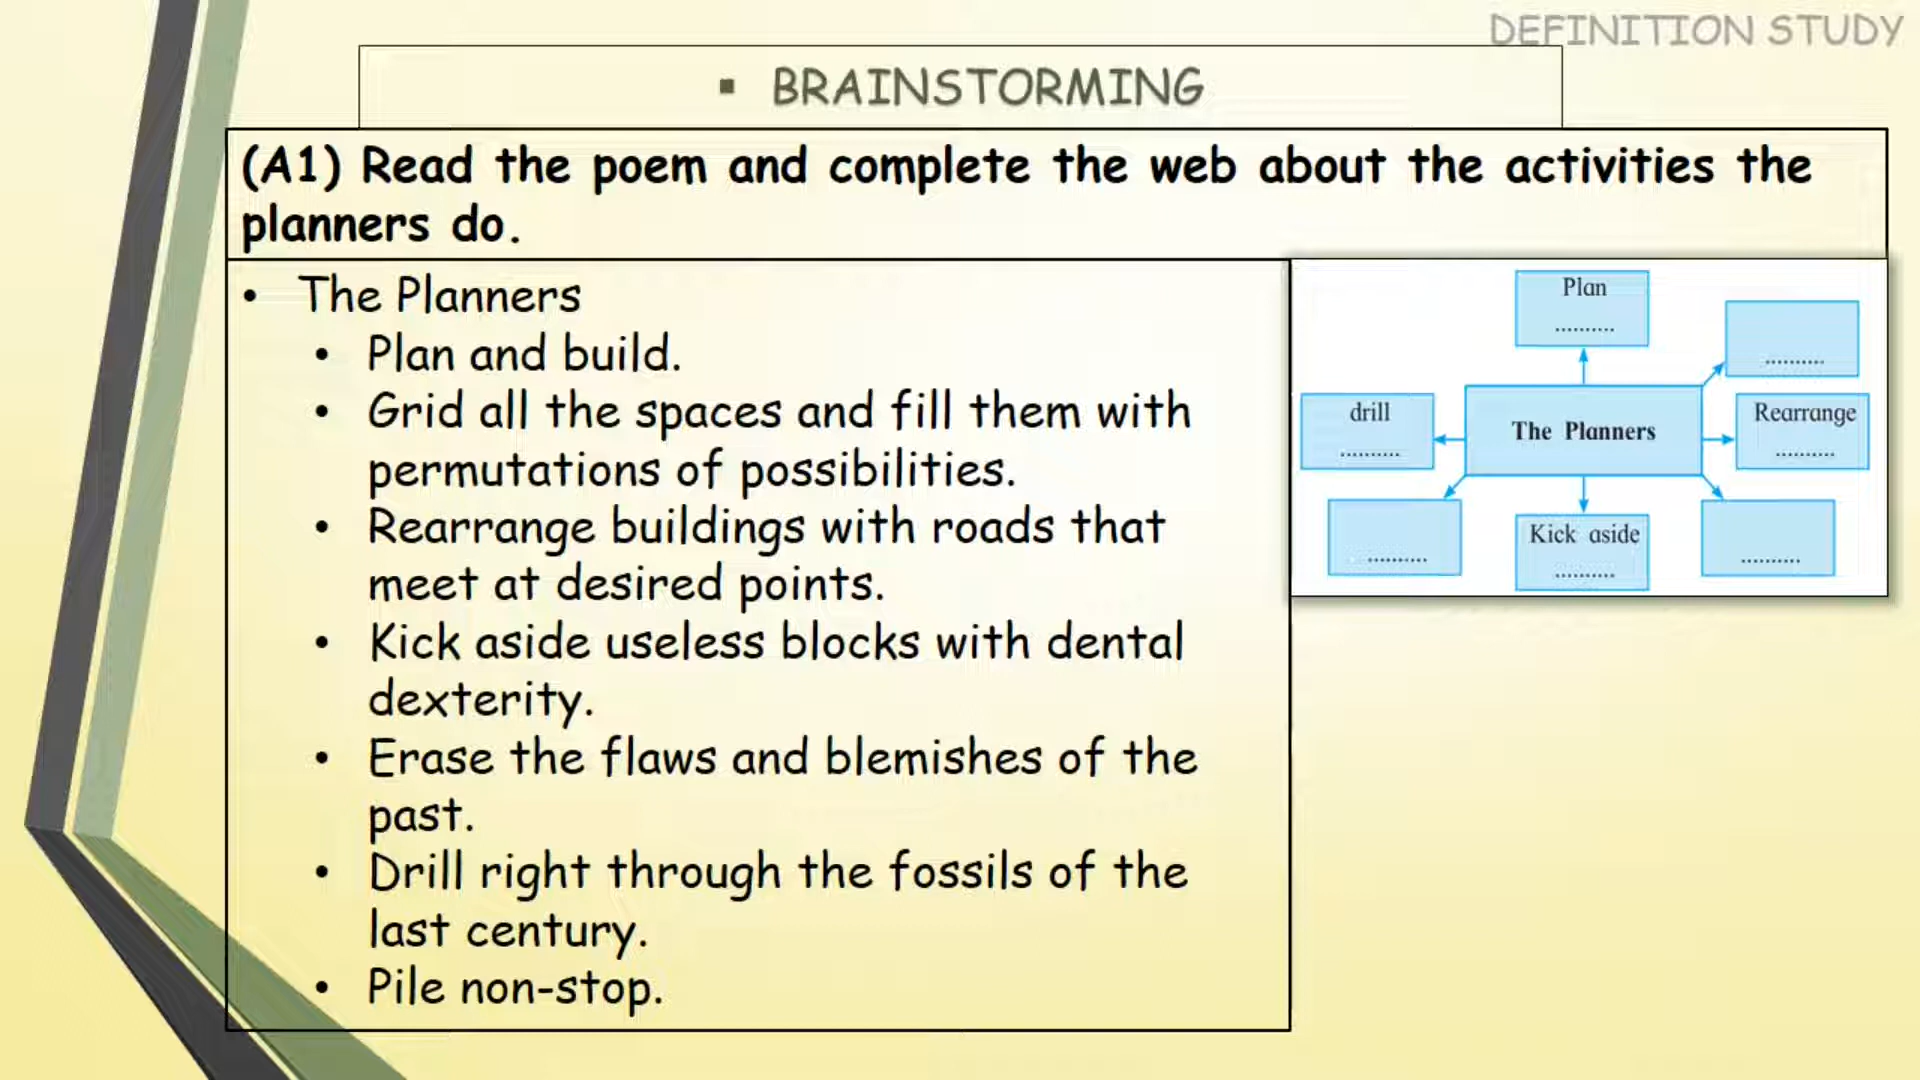 DEFINITION STUDY
▪ BRAINSTORMING
(A1) Read the poem and complete the web about the activities the
planners do.
• The Planners
• Plan and build.
• Grid all the spaces and fill them with
permutations of possibilities.
• Rearrange buildings with roads that
meet at desired points.
• Kick aside useless blocks with dental
dexterity.
• Erase the flaws and blemishes of the
past.
• Drill right through the fossils of the
last century.
• Pile non-stop.
Plan
..........
..........
drill
..........
The Planners
Rearrange
..........
..........
Kick aside
..........
..........